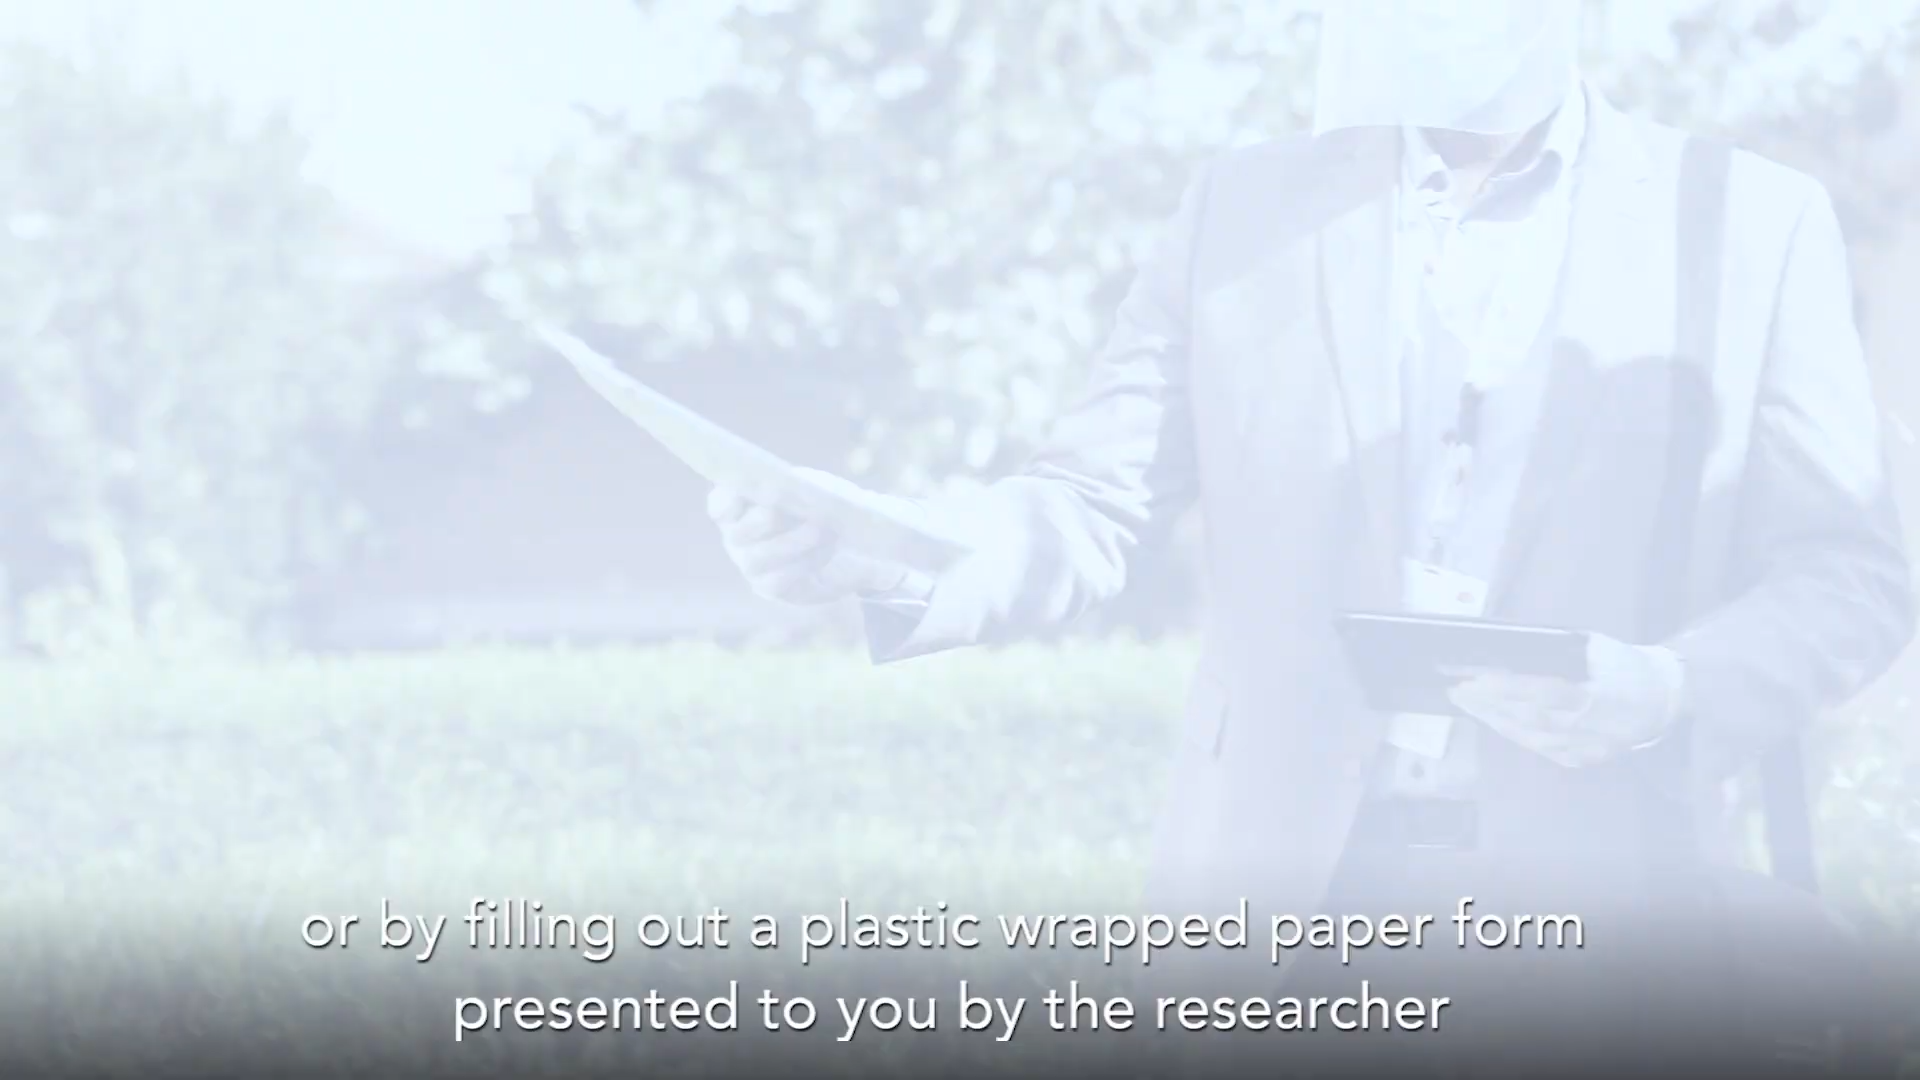 or by filling out a plastic wrapped paper form
presented to you by the researcher